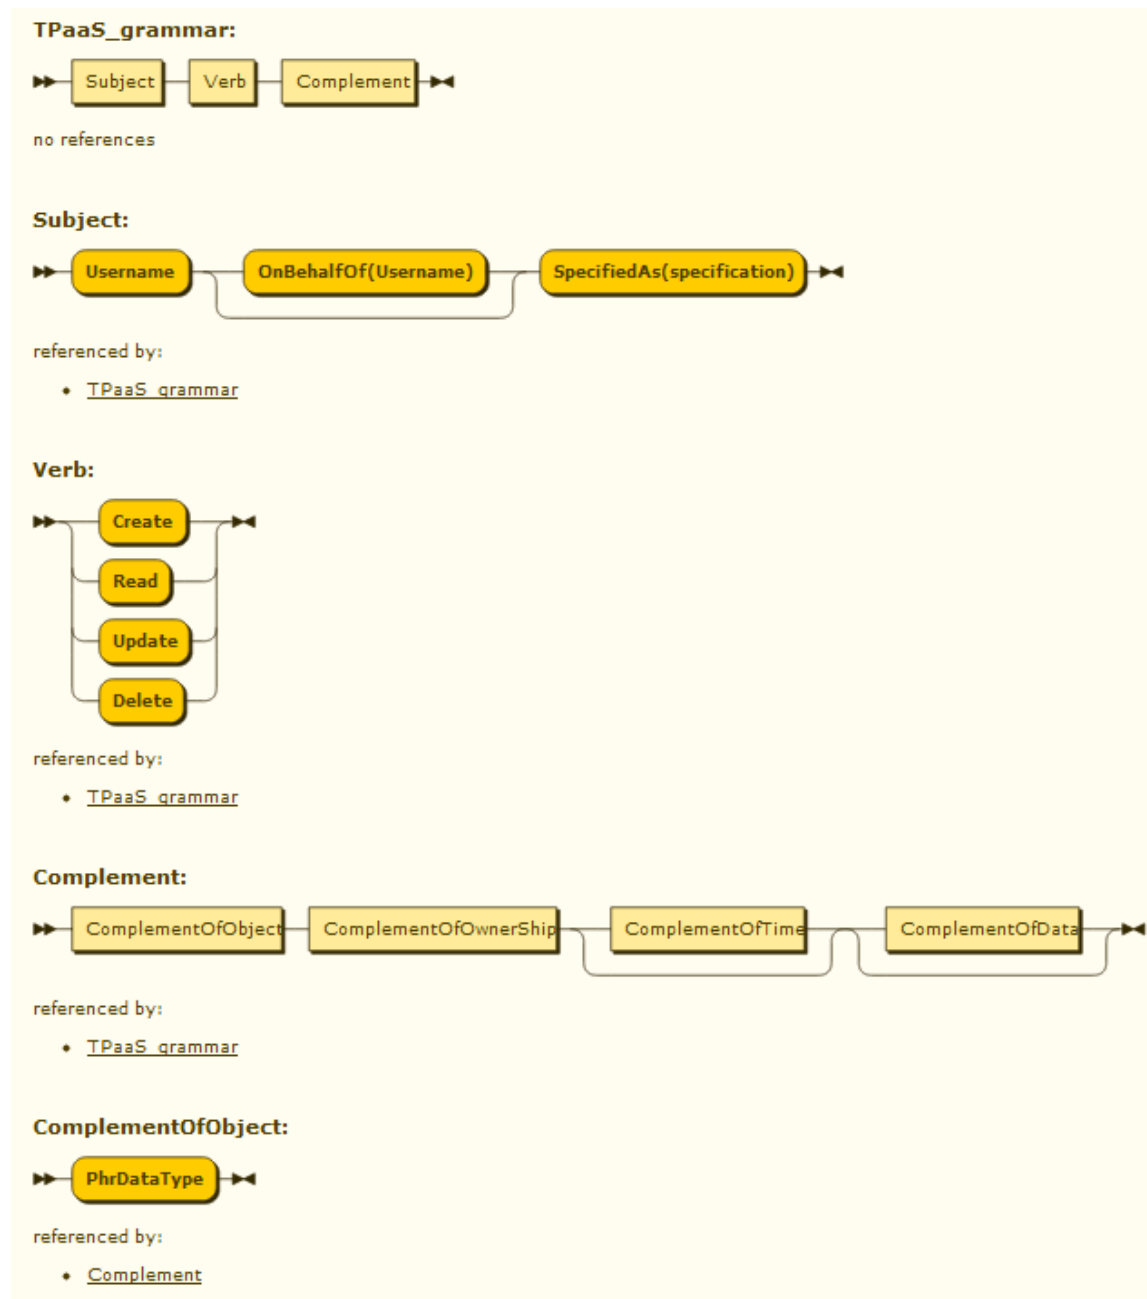 TPaaS_grammar:
Subject Verb Complement
no references
Subject:
Username OnBehalfOf(Username) SpecifiedAs(specification)
referenced by:
TPaaS_grammar
Verb:
Create
Read
Update
Delete
referenced by:
TPaaS_grammar
Complement:
ComplementOfObject ComplementOfOwnerShip ComplementOfTime ComplementOfData
referenced by:
TPaaS_grammar
ComplementOfObject:
PhrDataType
referenced by:
Complement